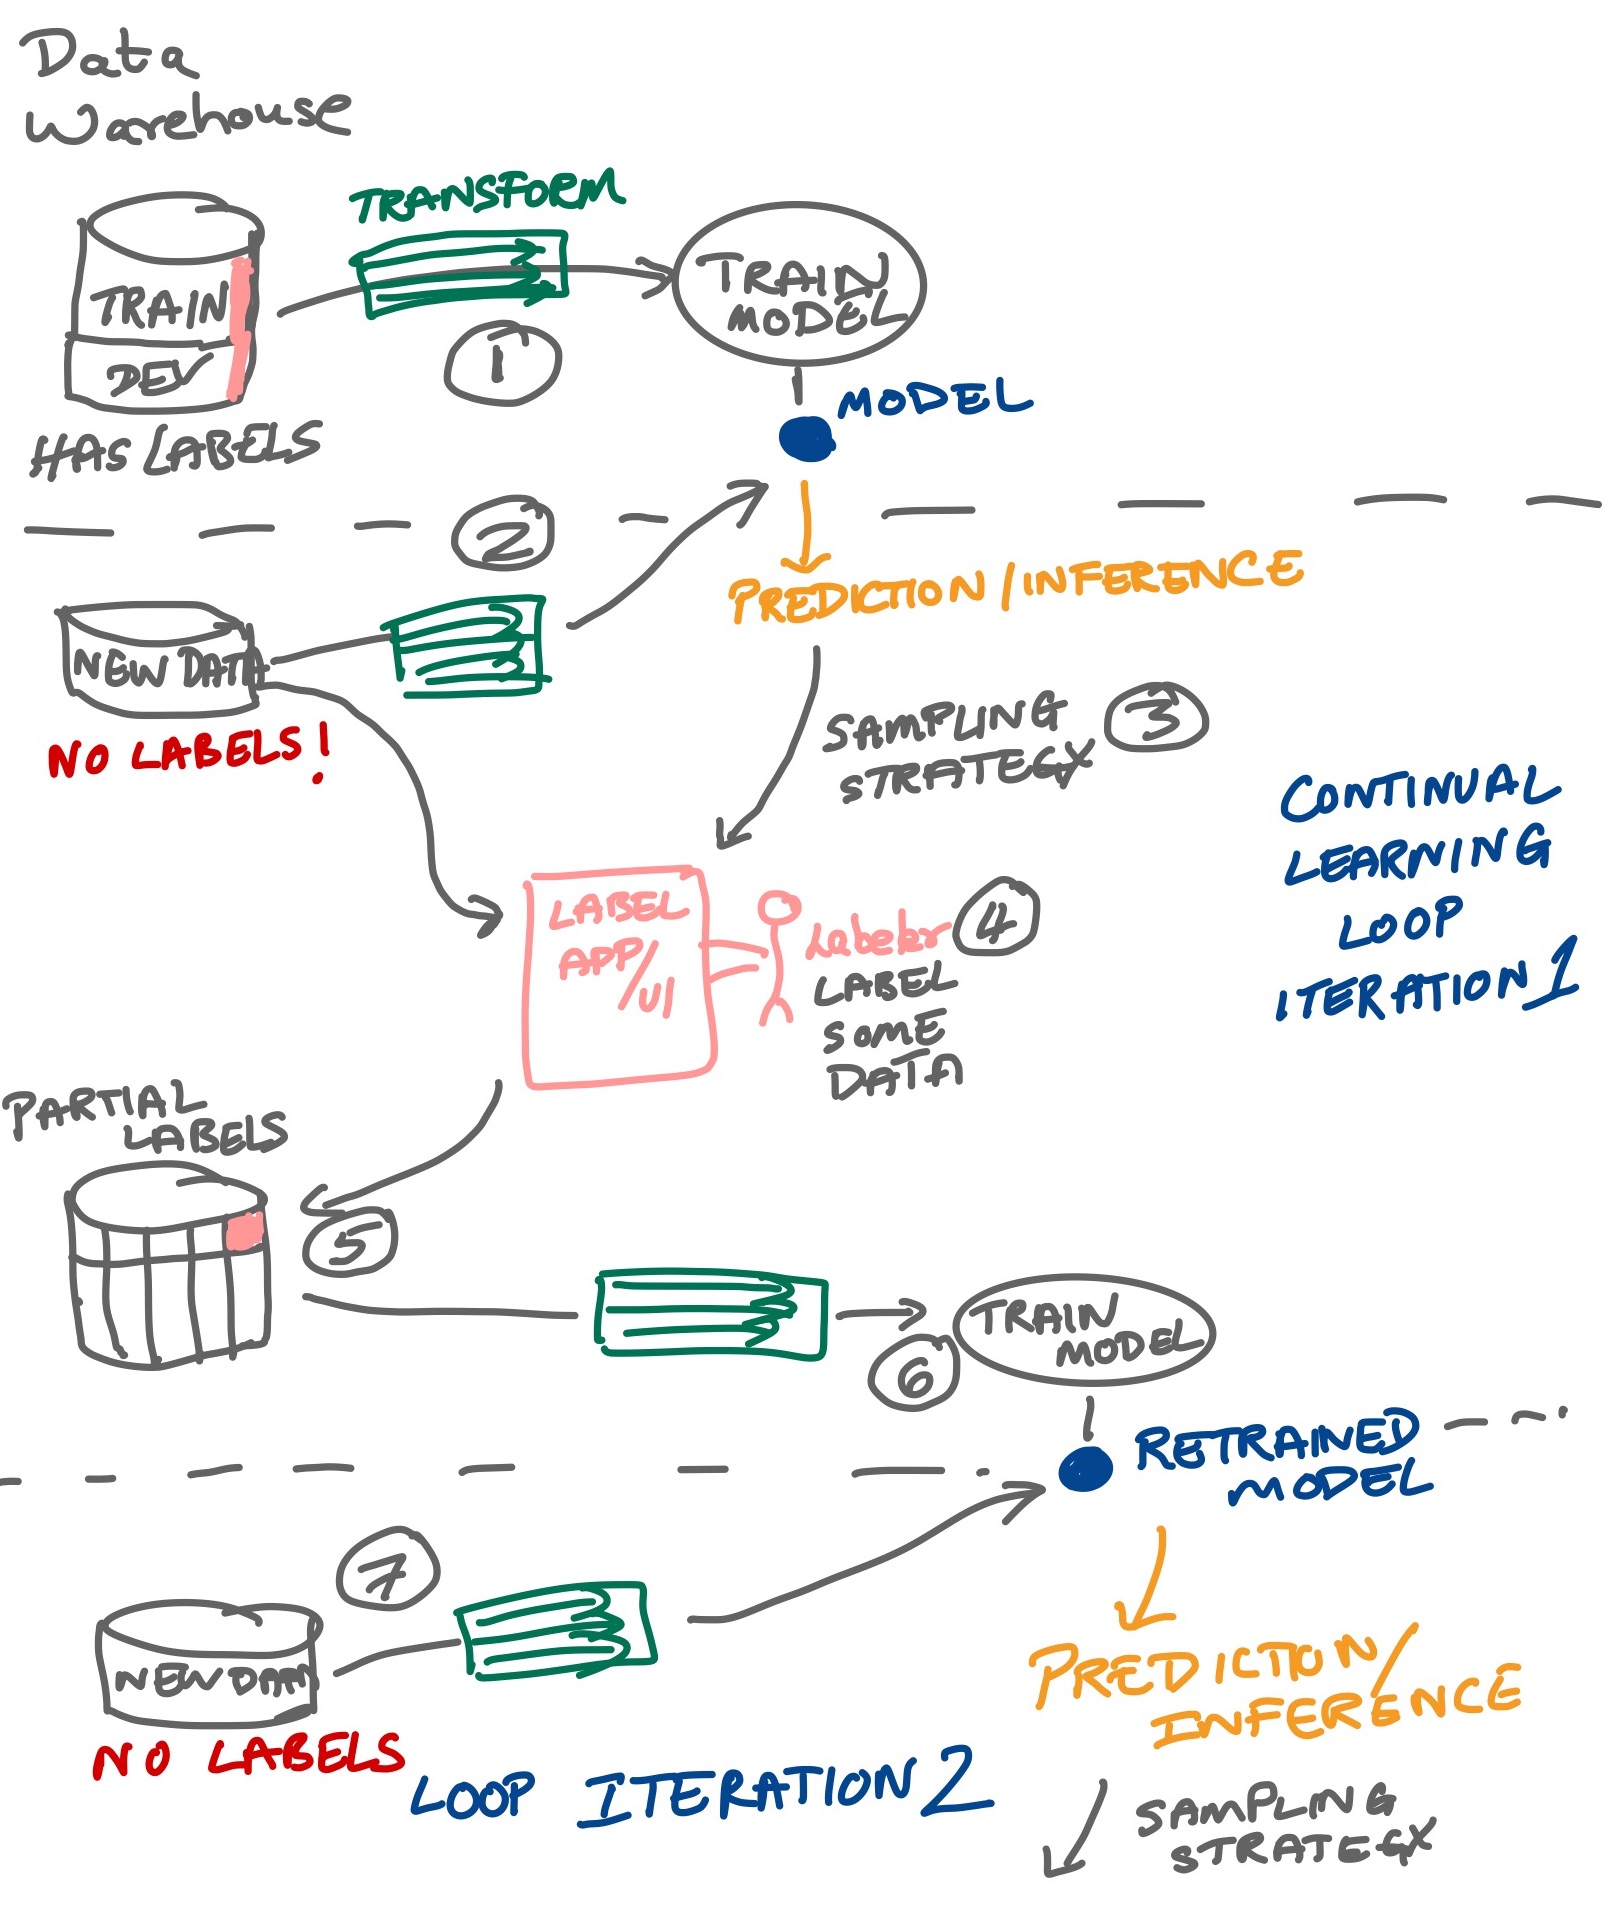 Data
Warehouse
TRANSFORM
TRAIN
DEV
HAS LABELS
1
TRAIN
MODEL
MODEL
2
PREDICTION/INFERENCE
NEW DATA
NO LABELS!
SAMPLING
STRATEGY
3
CONTINUAL
LEARNING
LOOP
ITERATION 1
LABEL
APP/UI
Labeler
4
LABEL
SOME
DATA
PARTIAL
LABELS
5
TRAIN
MODEL
6
RETRAINED
MODEL
7
NEW DATA
NO LABELS
PREDICTION/
INFERENCE
LOOP ITERATION 2
SAMPLING
STRATEGY